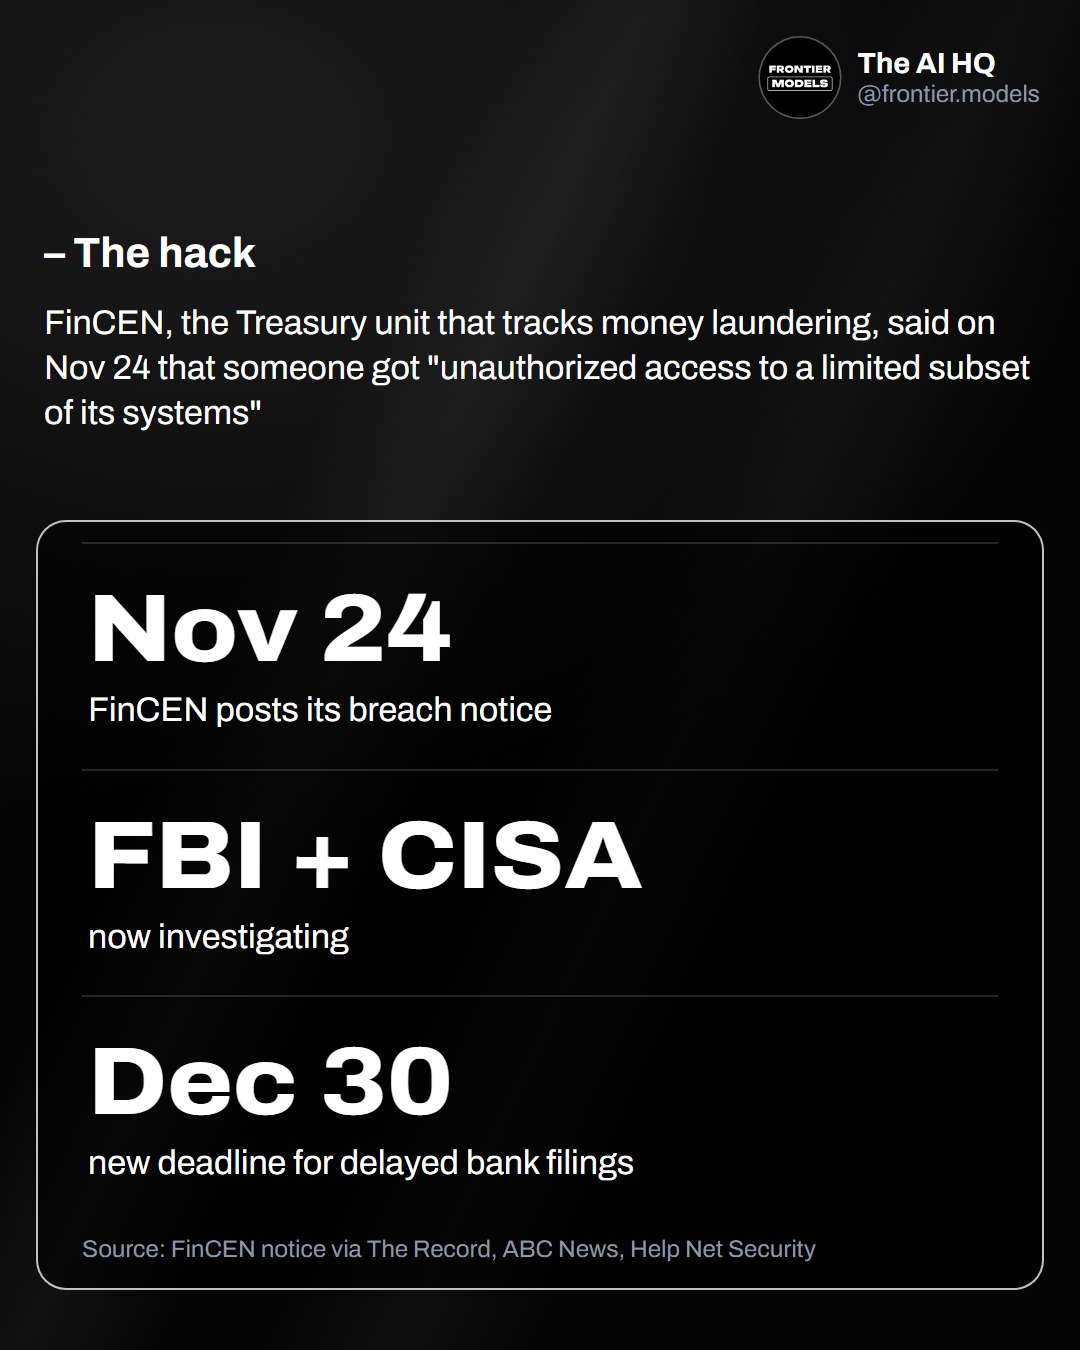 FRONTIER
MODELS
The AI HQ
@frontier.models
– The hack
FinCEN, the Treasury unit that tracks money laundering, said on
Nov 24 that someone got "unauthorized access to a limited subset
of its systems"
Nov 24
FinCEN posts its breach notice
FBI + CISA
now investigating
Dec 30
new deadline for delayed bank filings
Source: FinCEN notice via The Record, ABC News, Help Net Security